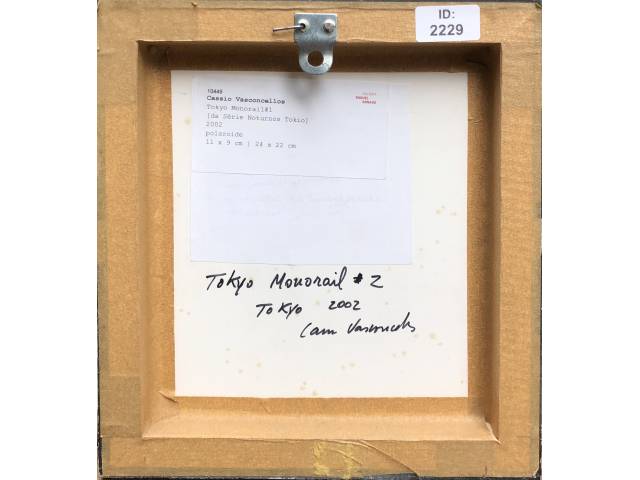 ID:
2229
10449
Cassio Vasconcellos
Tokyo Monorail#1
[da Série Noturnos Tokio]
2002
polaroide
11 x 9 cm | 24 x 22 cm
Tokyo Monorail #2
Tokyo 2002